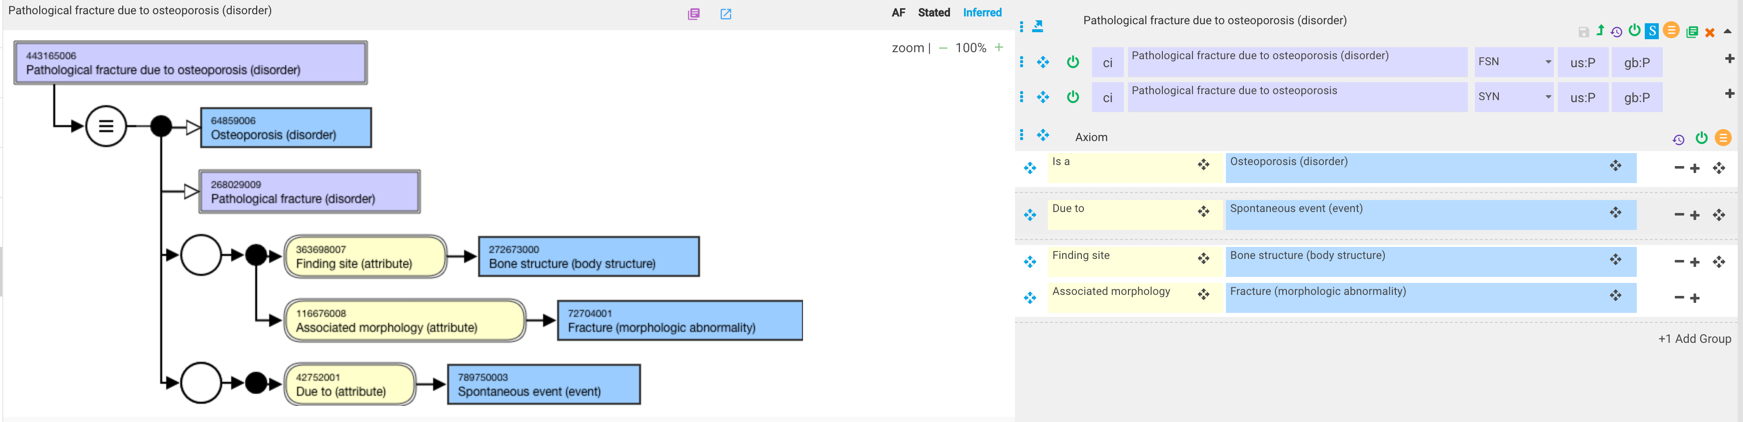 Pathological fracture due to osteoporosis (disorder)
AF Stated Inferred
zoom | − 100% +
443165006
Pathological fracture due to osteoporosis (disorder)
64859006
Osteoporosis (disorder)
268029009
Pathological fracture (disorder)
363698007
Finding site (attribute)
272673000
Bone structure (body structure)
116676008
Associated morphology (attribute)
72704001
Fracture (morphologic abnormality)
42752001
Due to (attribute)
789750003
Spontaneous event (event)
Pathological fracture due to osteoporosis (disorder)
S
ci Pathological fracture due to osteoporosis (disorder) FSN us:P gb:P +
ci Pathological fracture due to osteoporosis SYN us:P gb:P +
Axiom
Is a Osteoporosis (disorder) − +
Due to Spontaneous event (event) − +
Finding site Bone structure (body structure) − +
Associated morphology Fracture (morphologic abnormality) − +
+1 Add Group